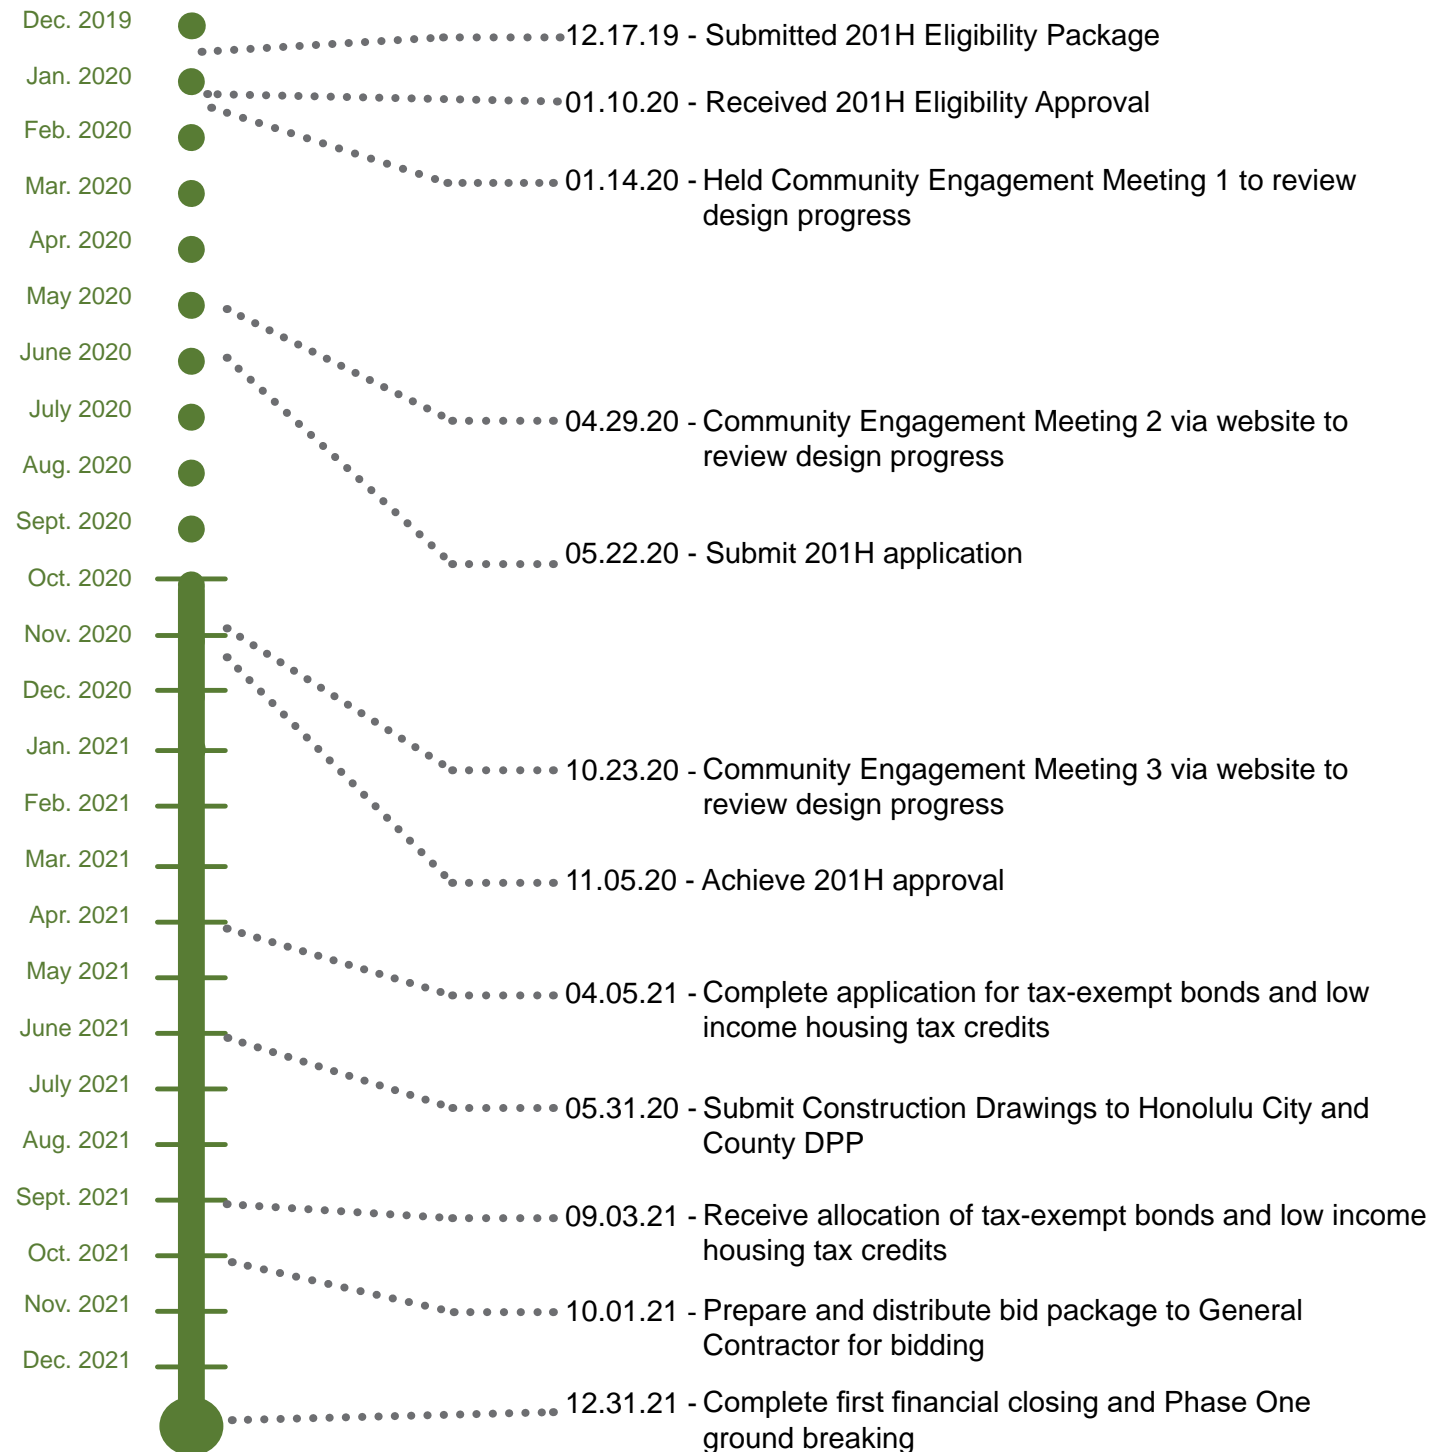 Dec. 2019
12.17.19 - Submitted 201H Eligibility Package
Jan. 2020
01.10.20 - Received 201H Eligibility Approval
Feb. 2020
Mar. 2020
01.14.20 - Held Community Engagement Meeting 1 to review
design progress
Apr. 2020
May 2020
June 2020
July 2020
04.29.20 - Community Engagement Meeting 2 via website to
review design progress
Aug. 2020
Sept. 2020
05.22.20 - Submit 201H application
Oct. 2020
Nov. 2020
Dec. 2020
Jan. 2021
10.23.20 - Community Engagement Meeting 3 via website to
review design progress
Feb. 2021
Mar. 2021
11.05.20 - Achieve 201H approval
Apr. 2021
May 2021
04.05.21 - Complete application for tax-exempt bonds and low
income housing tax credits
June 2021
July 2021
05.31.20 - Submit Construction Drawings to Honolulu City and
County DPP
Aug. 2021
Sept. 2021
09.03.21 - Receive allocation of tax-exempt bonds and low income
housing tax credits
Oct. 2021
Nov. 2021
10.01.21 - Prepare and distribute bid package to General
Contractor for bidding
Dec. 2021
12.31.21 - Complete first financial closing and Phase One
ground breaking